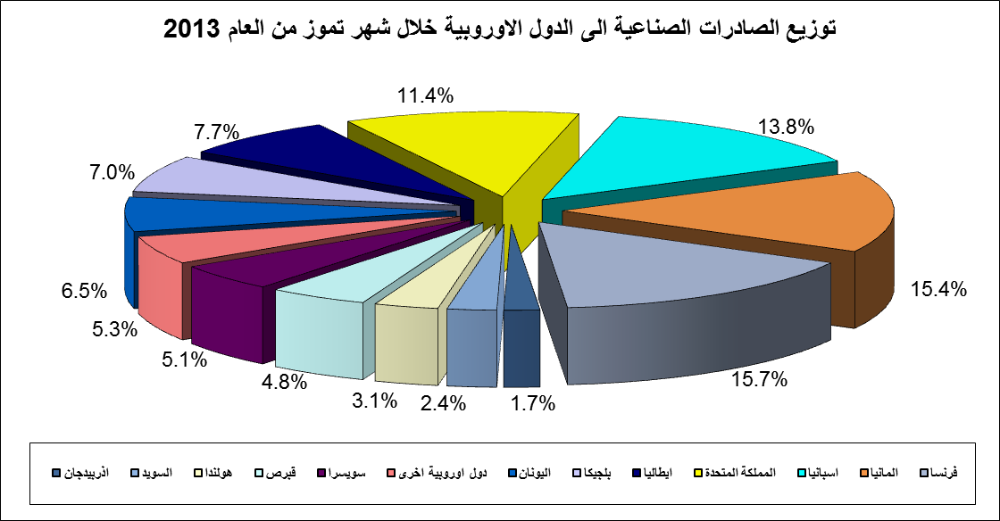 توزيع الصادرات الصناعية الى الدول الاوروبية خلال شهر تموز من العام 2013
11.4%
13.8%
7.7%
7.0%
15.4%
6.5%
5.3%
5.1%
4.8%
3.1%
2.4%
1.7%
15.7%
فرنسا
المانيا
اسبانيا
المملكة المتحدة
ايطاليا
بلجيكا
اليونان
دول اوروبية اخرى
سويسرا
قبرص
هولندا
السويد
اذربيدجان